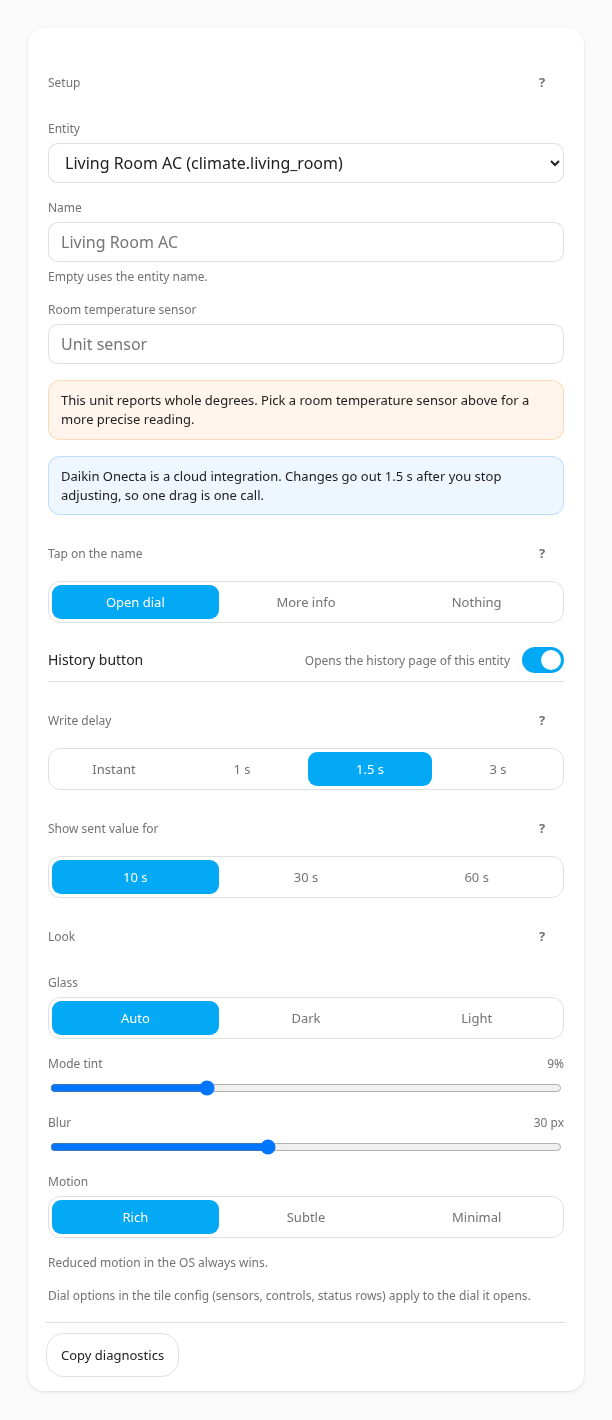 Setup ?
Entity
Living Room AC (climate.living_room)
Name
Living Room AC
Empty uses the entity name.
Room temperature sensor
Unit sensor
This unit reports whole degrees. Pick a room temperature sensor above for a
more precise reading.
Daikin Onecta is a cloud integration. Changes go out 1.5 s after you stop
adjusting, so one drag is one call.
Tap on the name ?
Open dial More info Nothing
History button Opens the history page of this entity
Write delay ?
Instant 1 s 1.5 s 3 s
Show sent value for ?
10 s 30 s 60 s
Look ?
Glass
Auto Dark Light
Mode tint 9%
Blur 30 px
Motion
Rich Subtle Minimal
Reduced motion in the OS always wins.
Dial options in the tile config (sensors, controls, status rows) apply to the dial it opens.
Copy diagnostics